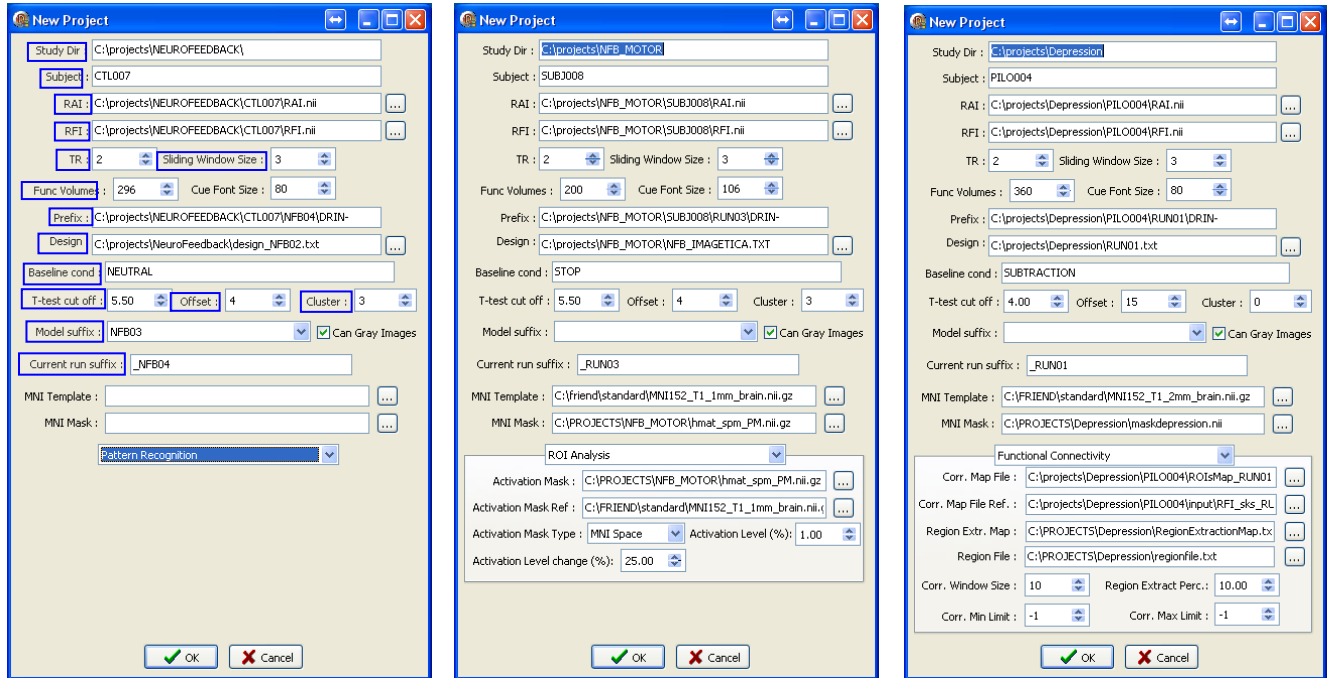 New Project
Study Dir : C:\projects\NEUROFEEDBACK\
Subject : CTL007
RAI : C:\projects\NEUROFEEDBACK\CTL007\RAI.nii ...
RFI : C:\projects\NEUROFEEDBACK\CTL007\RFI.nii ...
TR : 2 Sliding Window Size : 3
Func Volumes : 296 Cue Font Size : 80
Prefix : C:\projects\NEUROFEEDBACK\CTL007\NFB04\DRIN-
Design C:\projects\NeuroFeedback\design_NFB02.txt ...
Baseline cond NEUTRAL
T-test cut off : 5.50 Offset : 4 Cluster : 3
Model suffix : NFB03 Can Gray Images
Current run suffix : _NFB04
MNI Template : ...
MNI Mask : ...
Pattern Recognition
OK Cancel
New Project
Study Dir : C:\projects\NFB_MOTOR
Subject : SUBJ008
RAI : C:\projects\NFB_MOTOR\SUBJ008\RAI.nii ...
RFI : C:\projects\NFB_MOTOR\SUBJ008\RFI.nii ...
TR : 2 Sliding Window Size : 3
Func Volumes : 200 Cue Font Size : 106
Prefix : C:\projects\NFB_MOTOR\SUBJ008\RUN03\DRIN-
Design : C:\projects\NFB_MOTOR\NFB_IMAGETICA.TXT ...
Baseline cond : STOP
T-test cut off : 5.50 Offset : 4 Cluster : 3
Model suffix : Can Gray Images
Current run suffix : _RUN03
MNI Template : C:\friend\standard\MNI152_T1_1mm_brain.nii.gz ...
MNI Mask : C:\PROJECTS\NFB_MOTOR\hmat_spm_PM.nii.gz ...
ROI Analysis
Activation Mask : C:\PROJECTS\NFB_MOTOR\hmat_spm_PM.nii.gz ...
Activation Mask Ref : C:\FRIEND\standard\MNI152_T1_1mm_brain.nii.( ...
Activation Mask Type : MNI Space Activation Level (%): 1.00
Activation Level change (%): 25.00
OK Cancel
New Project
Study Dir : C:\projects\Depression
Subject : PILO004
RAI : C:\projects\Depression\PILO004\RAI.nii ...
RFI : C:\projects\Depression\PILO004\RFI.nii ...
TR : 2 Sliding Window Size : 3
Func Volumes : 360 Cue Font Size : 80
Prefix : C:\projects\Depression\PILO004\RUN01\DRIN-
Design : C:\projects\Depression\RUN01.txt ...
Baseline cond : SUBTRACTION
T-test cut off : 4.00 Offset : 15 Cluster : 0
Model suffix : Can Gray Images
Current run suffix : _RUN01
MNI Template : C:\FRIEND\standard\MNI152_T1_2mm_brain.nii.gz ...
MNI Mask : C:\PROJECTS\Depression\maskdepression.nii ...
Functional Connectivity
Corr. Map File : C:\projects\Depression\PILO004\ROIsMap_RUN01 ...
Corr. Map File Ref. : C:\projects\Depression\PILO004\input\RFI_sks_RL ...
Region Extr. Map : C:\PROJECTS\Depression\RegionExtractionMap.tx ...
Region File : C:\PROJECTS\Depression\regionfile.txt ...
Corr. Window Size : 10 Region Extract Perc.: 10.00
Corr. Min Limit : -1 Corr. Max Limit : -1
OK Cancel